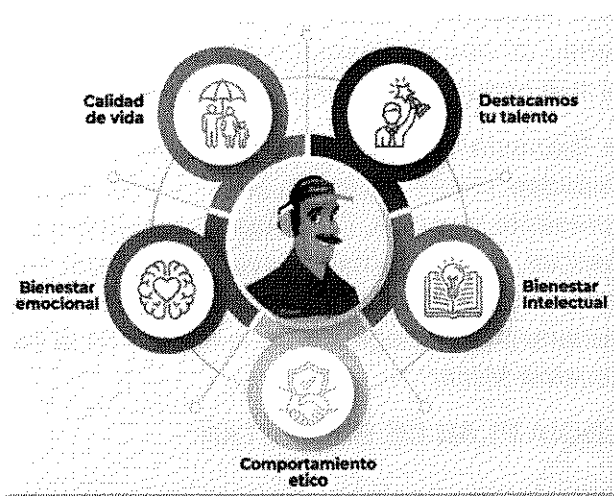 Calidad
de vida
Destacamos
tu talento
Bienestar
emocional
Bienestar
Intelectual
Comportamiento
etico